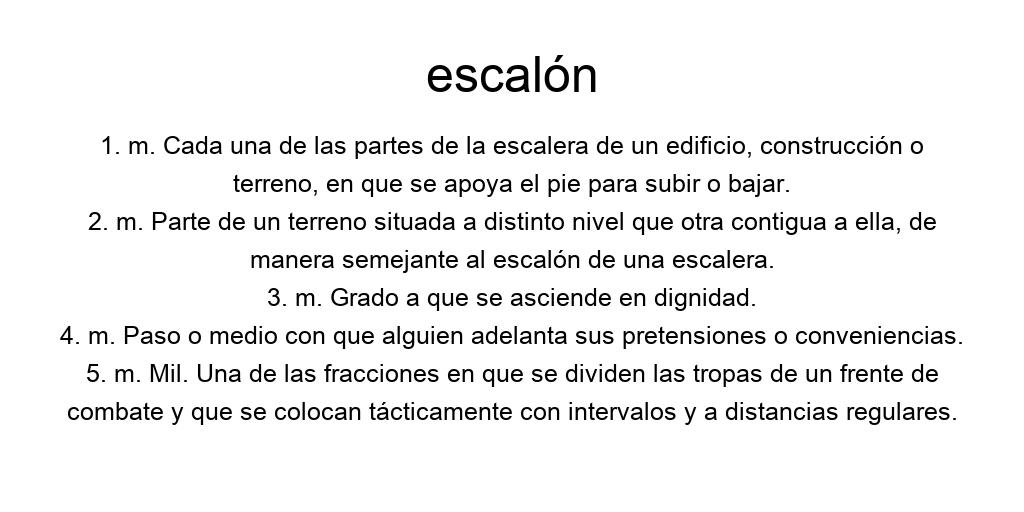 escalón
1. m. Cada una de las partes de la escalera de un edificio, construcción o
terreno, en que se apoya el pie para subir o bajar.
2. m. Parte de un terreno situada a distinto nivel que otra contigua a ella, de
manera semejante al escalón de una escalera.
3. m. Grado a que se asciende en dignidad.
4. m. Paso o medio con que alguien adelanta sus pretensiones o conveniencias.
5. m. Mil. Una de las fracciones en que se dividen las tropas de un frente de
combate y que se colocan tácticamente con intervalos y a distancias regulares.